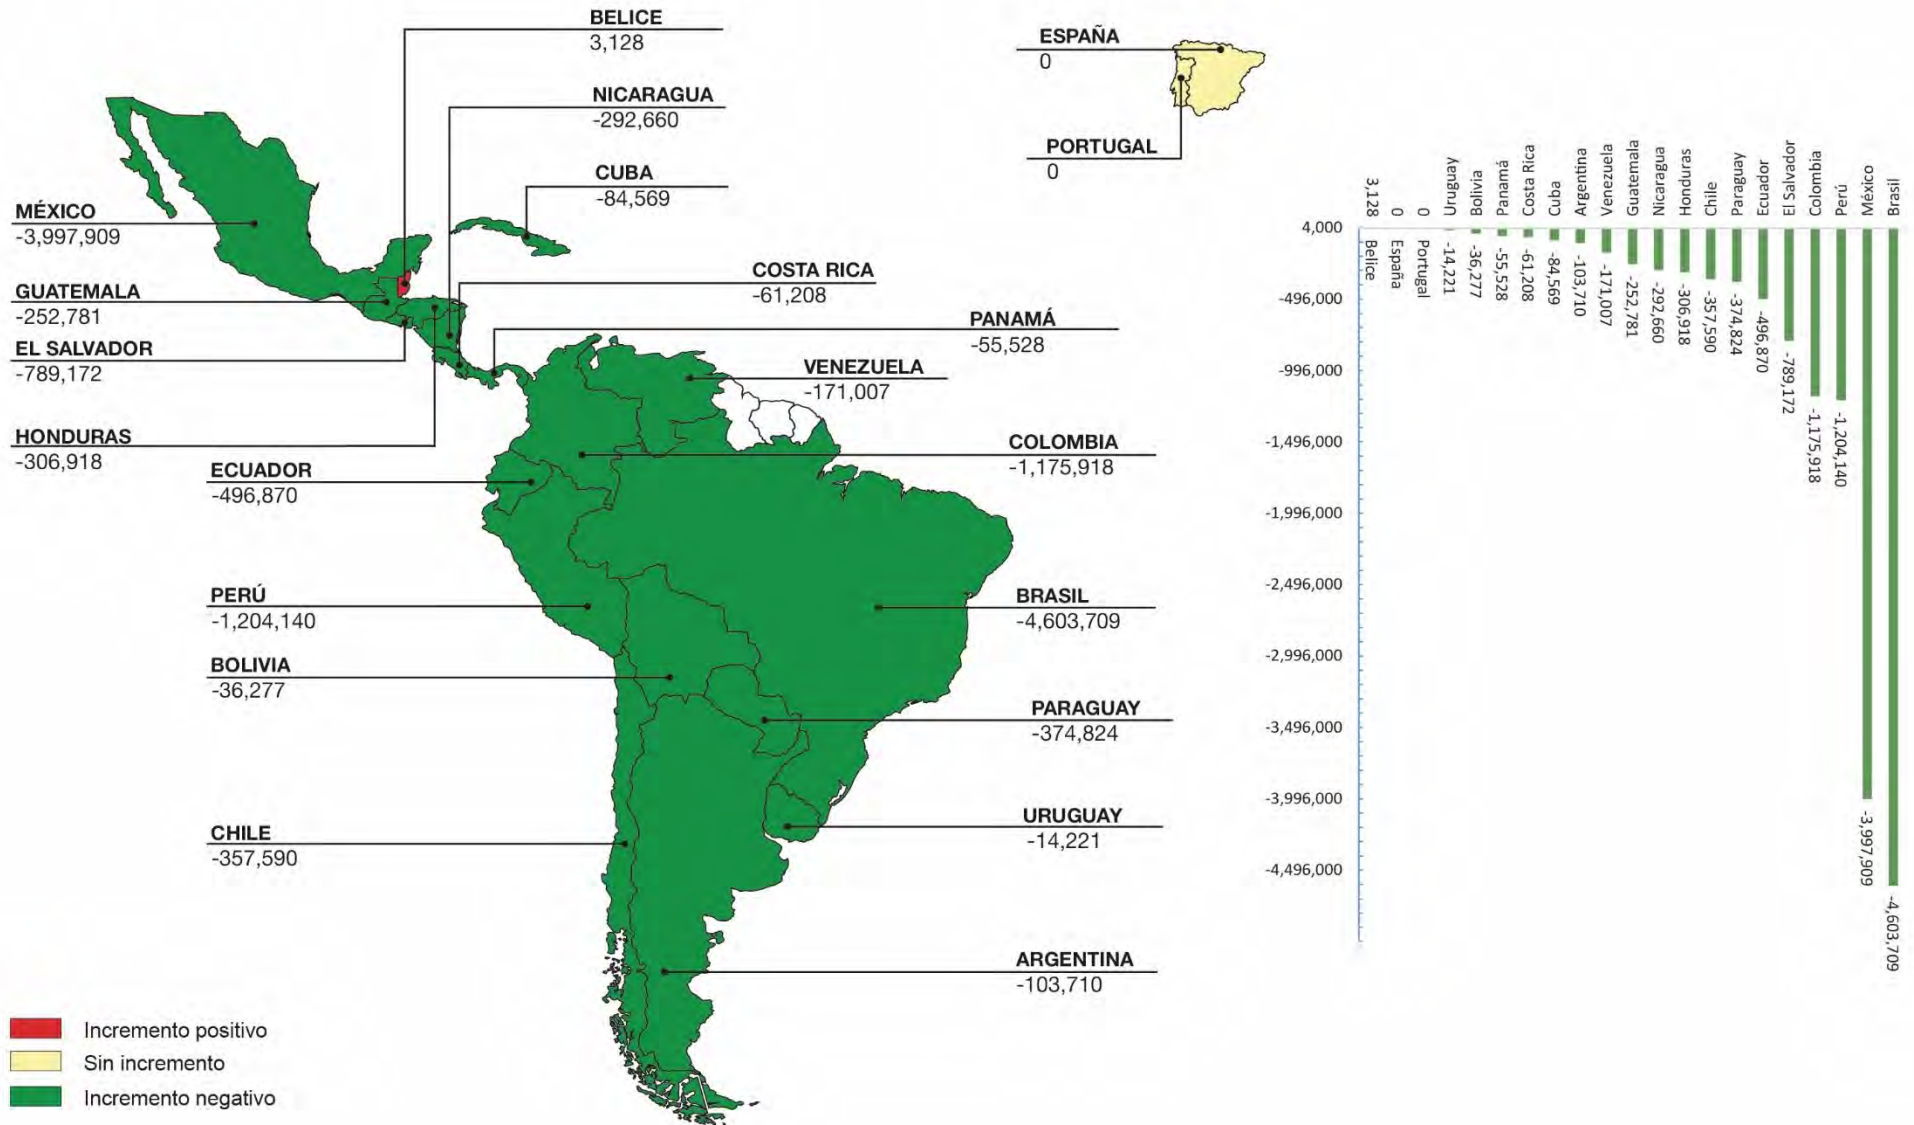 BELICE
3,128
NICARAGUA
-292,660
CUBA
-84,569
MÉXICO
-3,997,909
GUATEMALA
-252,781
EL SALVADOR
-789,172
HONDURAS
-306,918
COSTA RICA
-61,208
PANAMÁ
-55,528
VENEZUELA
-171,007
COLOMBIA
-1,175,918
ECUADOR
-496,870
PERÚ
-1,204,140
BRASIL
-4,603,709
BOLIVIA
-36,277
PARAGUAY
-374,824
URUGUAY
-14,221
CHILE
-357,590
ARGENTINA
-103,710
ESPAÑA
0
PORTUGAL
0
Incremento positivo
Sin incremento
Incremento negativo
4,000
-496,000
-996,000
-1,496,000
-1,996,000
-2,496,000
-2,996,000
-3,496,000
-3,996,000
-4,496,000
3,128
Belice
0
España
0
Portugal
Uruguay
-14,221
Bolivia
-36,277
Panamá
-55,528
Costa Rica
-61,208
Cuba
-84,569
Argentina
-103,710
Venezuela
-171,007
Guatemala
-252,781
Nicaragua
-292,660
Honduras
-306,918
Chile
-357,590
Paraguay
-374,824
Ecuador
-496,870
El Salvador
-789,172
Colombia
-1,175,918
Perú
-1,204,140
México
-3,997,909
Brasil
-4,603,709